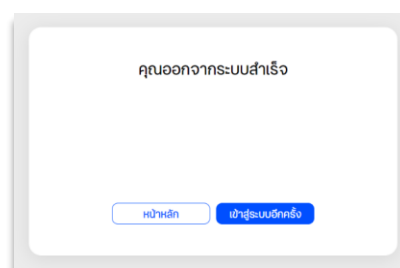 คุณออกจากระบบสำเร็จ
หน้าหลัก
เข้าสู่ระบบอีกครั้ง